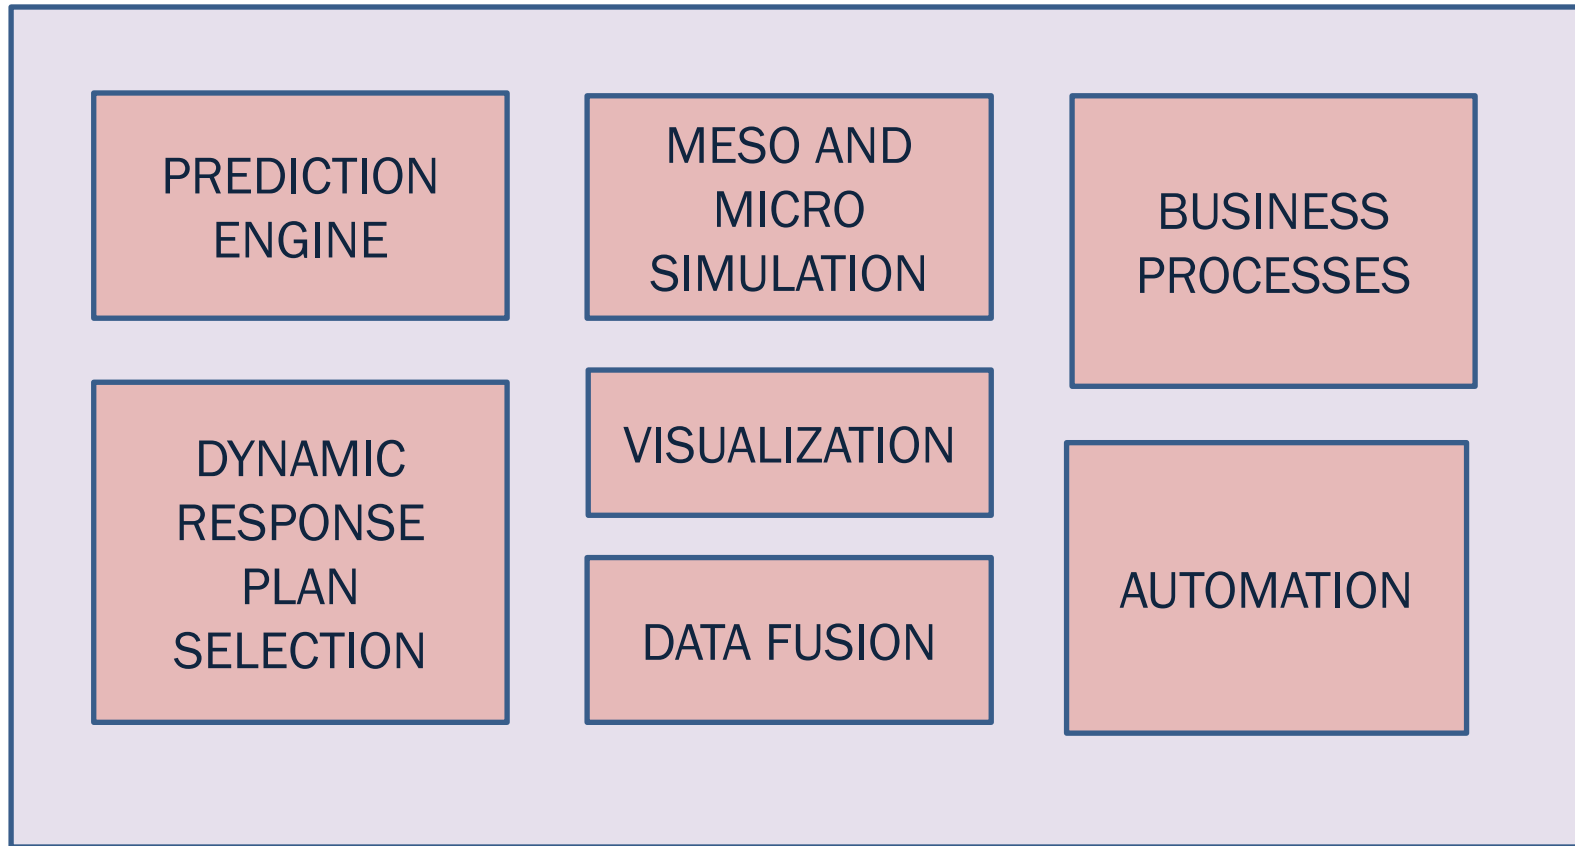 PREDICTION
ENGINE
MESO AND
MICRO
SIMULATION
BUSINESS
PROCESSES
DYNAMIC
RESPONSE
PLAN
SELECTION
VISUALIZATION
DATA FUSION
AUTOMATION